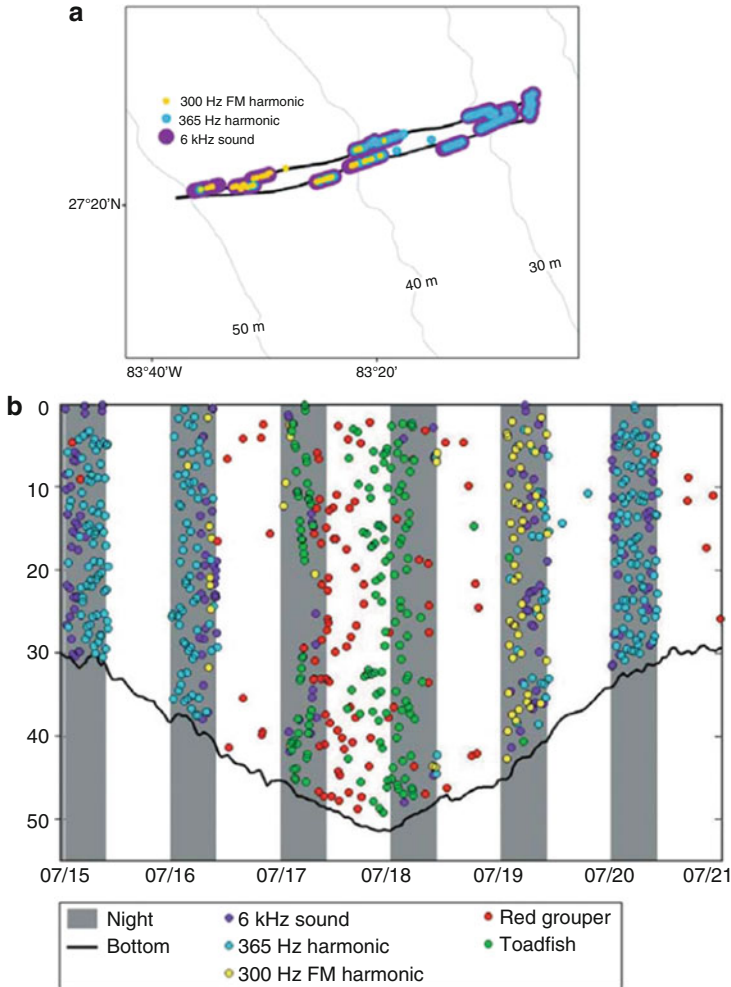 a
300 Hz FM harmonic
365 Hz harmonic
6 kHz sound
27°20'N
30 m
40 m
50 m
83°40'W
83°20'
b
0
10
20
30
40
50
07/15
07/16
07/17
07/18
07/19
07/20
07/21
Night
6 kHz sound
Red grouper
Bottom
365 Hz harmonic
Toadfish
300 Hz FM harmonic